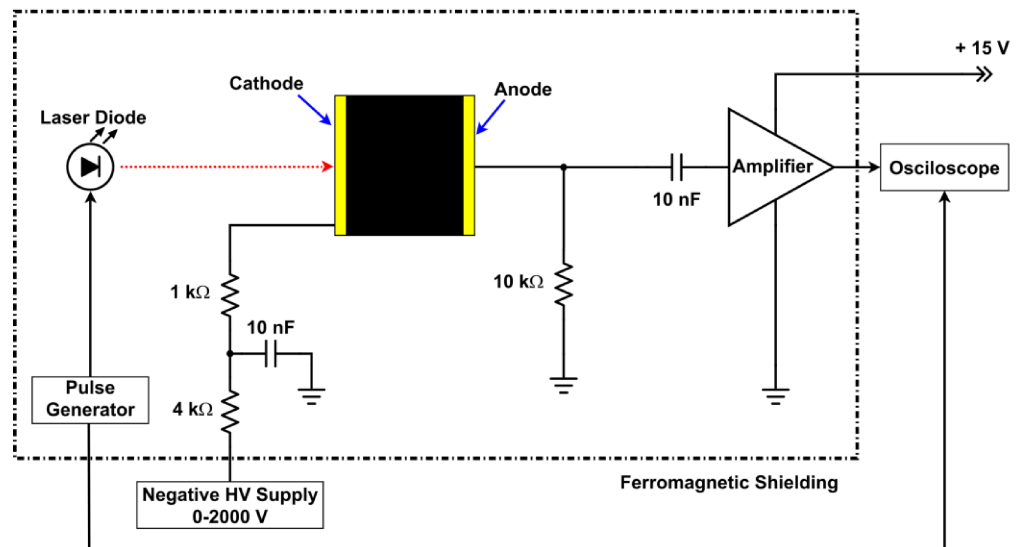 + 15 V
Cathode
Anode
Laser Diode
Amplifier
Osciloscope
10 nF
1 kΩ
10 kΩ
10 nF
Pulse
Generator
4 kΩ
Ferromagnetic Shielding
Negative HV Supply
0-2000 V